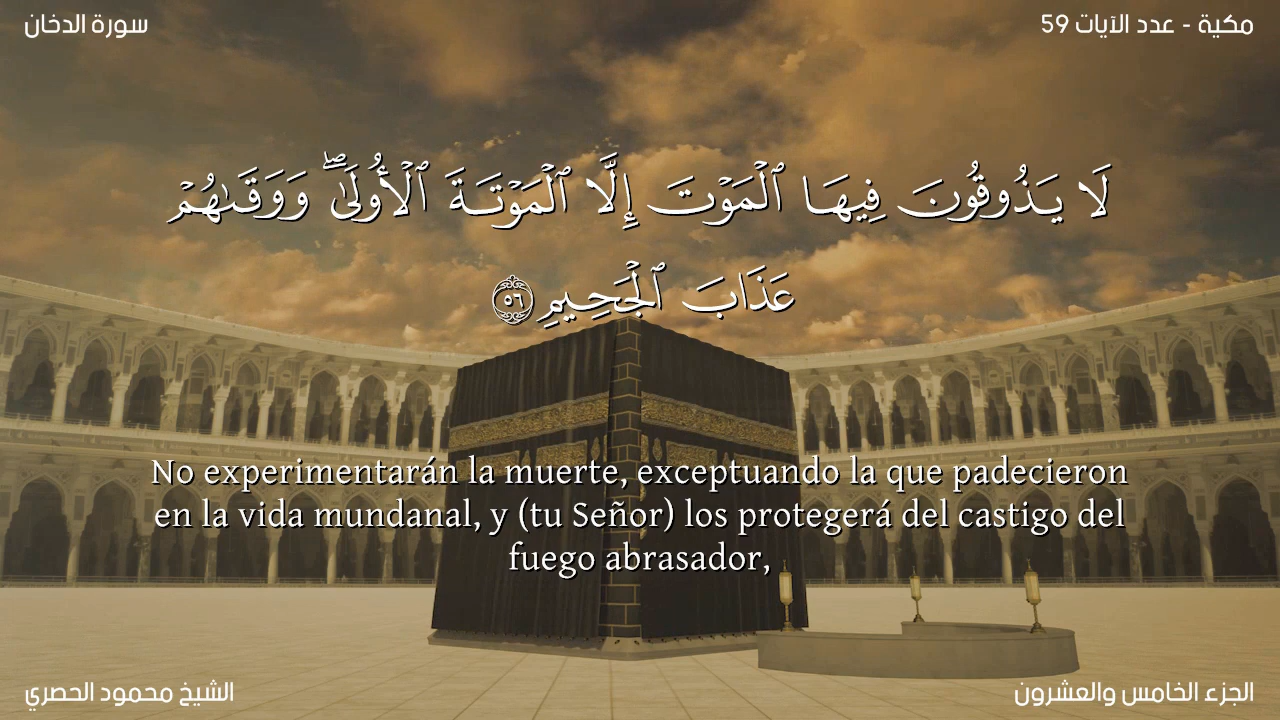 سورة الدخان
مكية - عدد الآيات 59
لَا يَذُوقُونَ فِيهَا ٱلْمَوْتَ إِلَّا ٱلْمَوْتَةَ ٱلْأُولَىٰ ۖ وَوَقَىٰهُمْ
عَذَابَ ٱلْجَحِيمِ ٥٦
No experimentarán la muerte, exceptuando la que padecieron
en la vida mundanal, y (tu Señor) los protegerá del castigo del
fuego abrasador,
الشيخ محمود الحصري
الجزء الخامس والعشرون